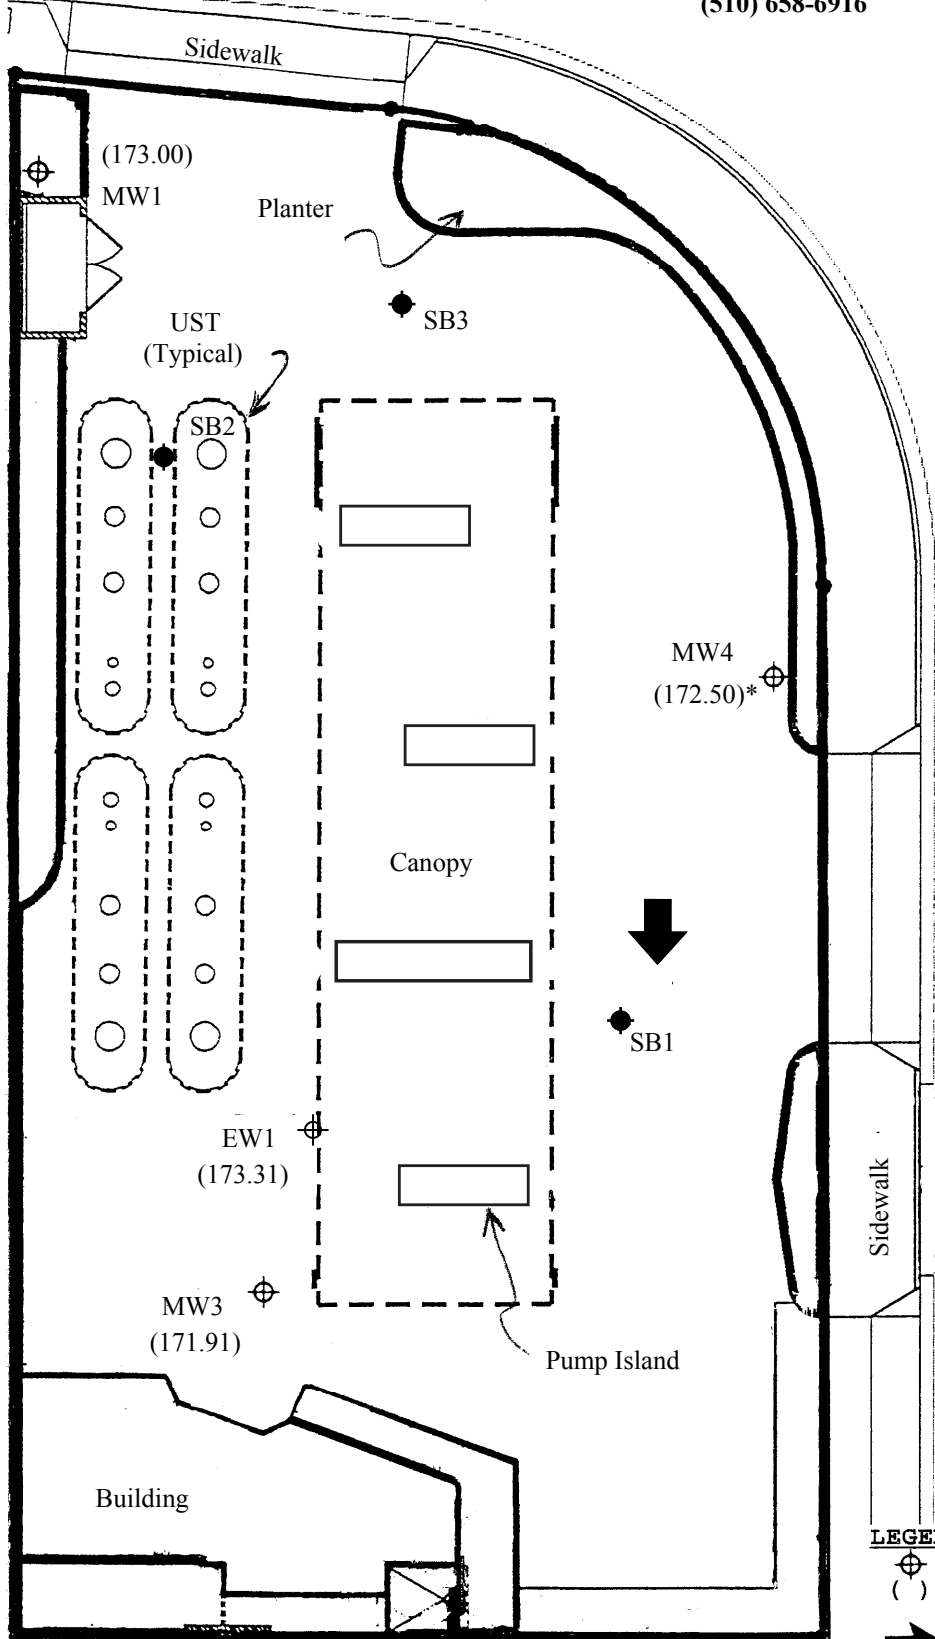 (510) 658-6916
Sidewalk
(173.00)
MW1
Planter
UST
(Typical)
SB3
SB2
MW4
(172.50)*
Canopy
SB1
EW1
(173.31)
Sidewalk
MW3
(171.91)
Pump Island
Building
LEGE
( )